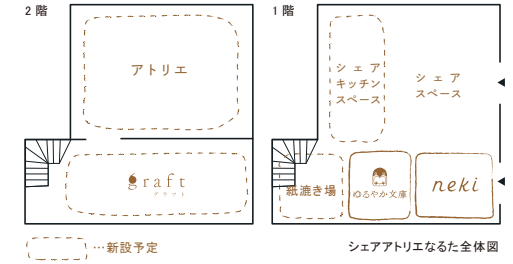 2階
アトリエ
graft
グラフト
…新設予定
1階
シェア
キッチン
スペース
シェア
スペース
紙漉き場
ゆるやか文庫
neki
シェアアトリエなるた全体図